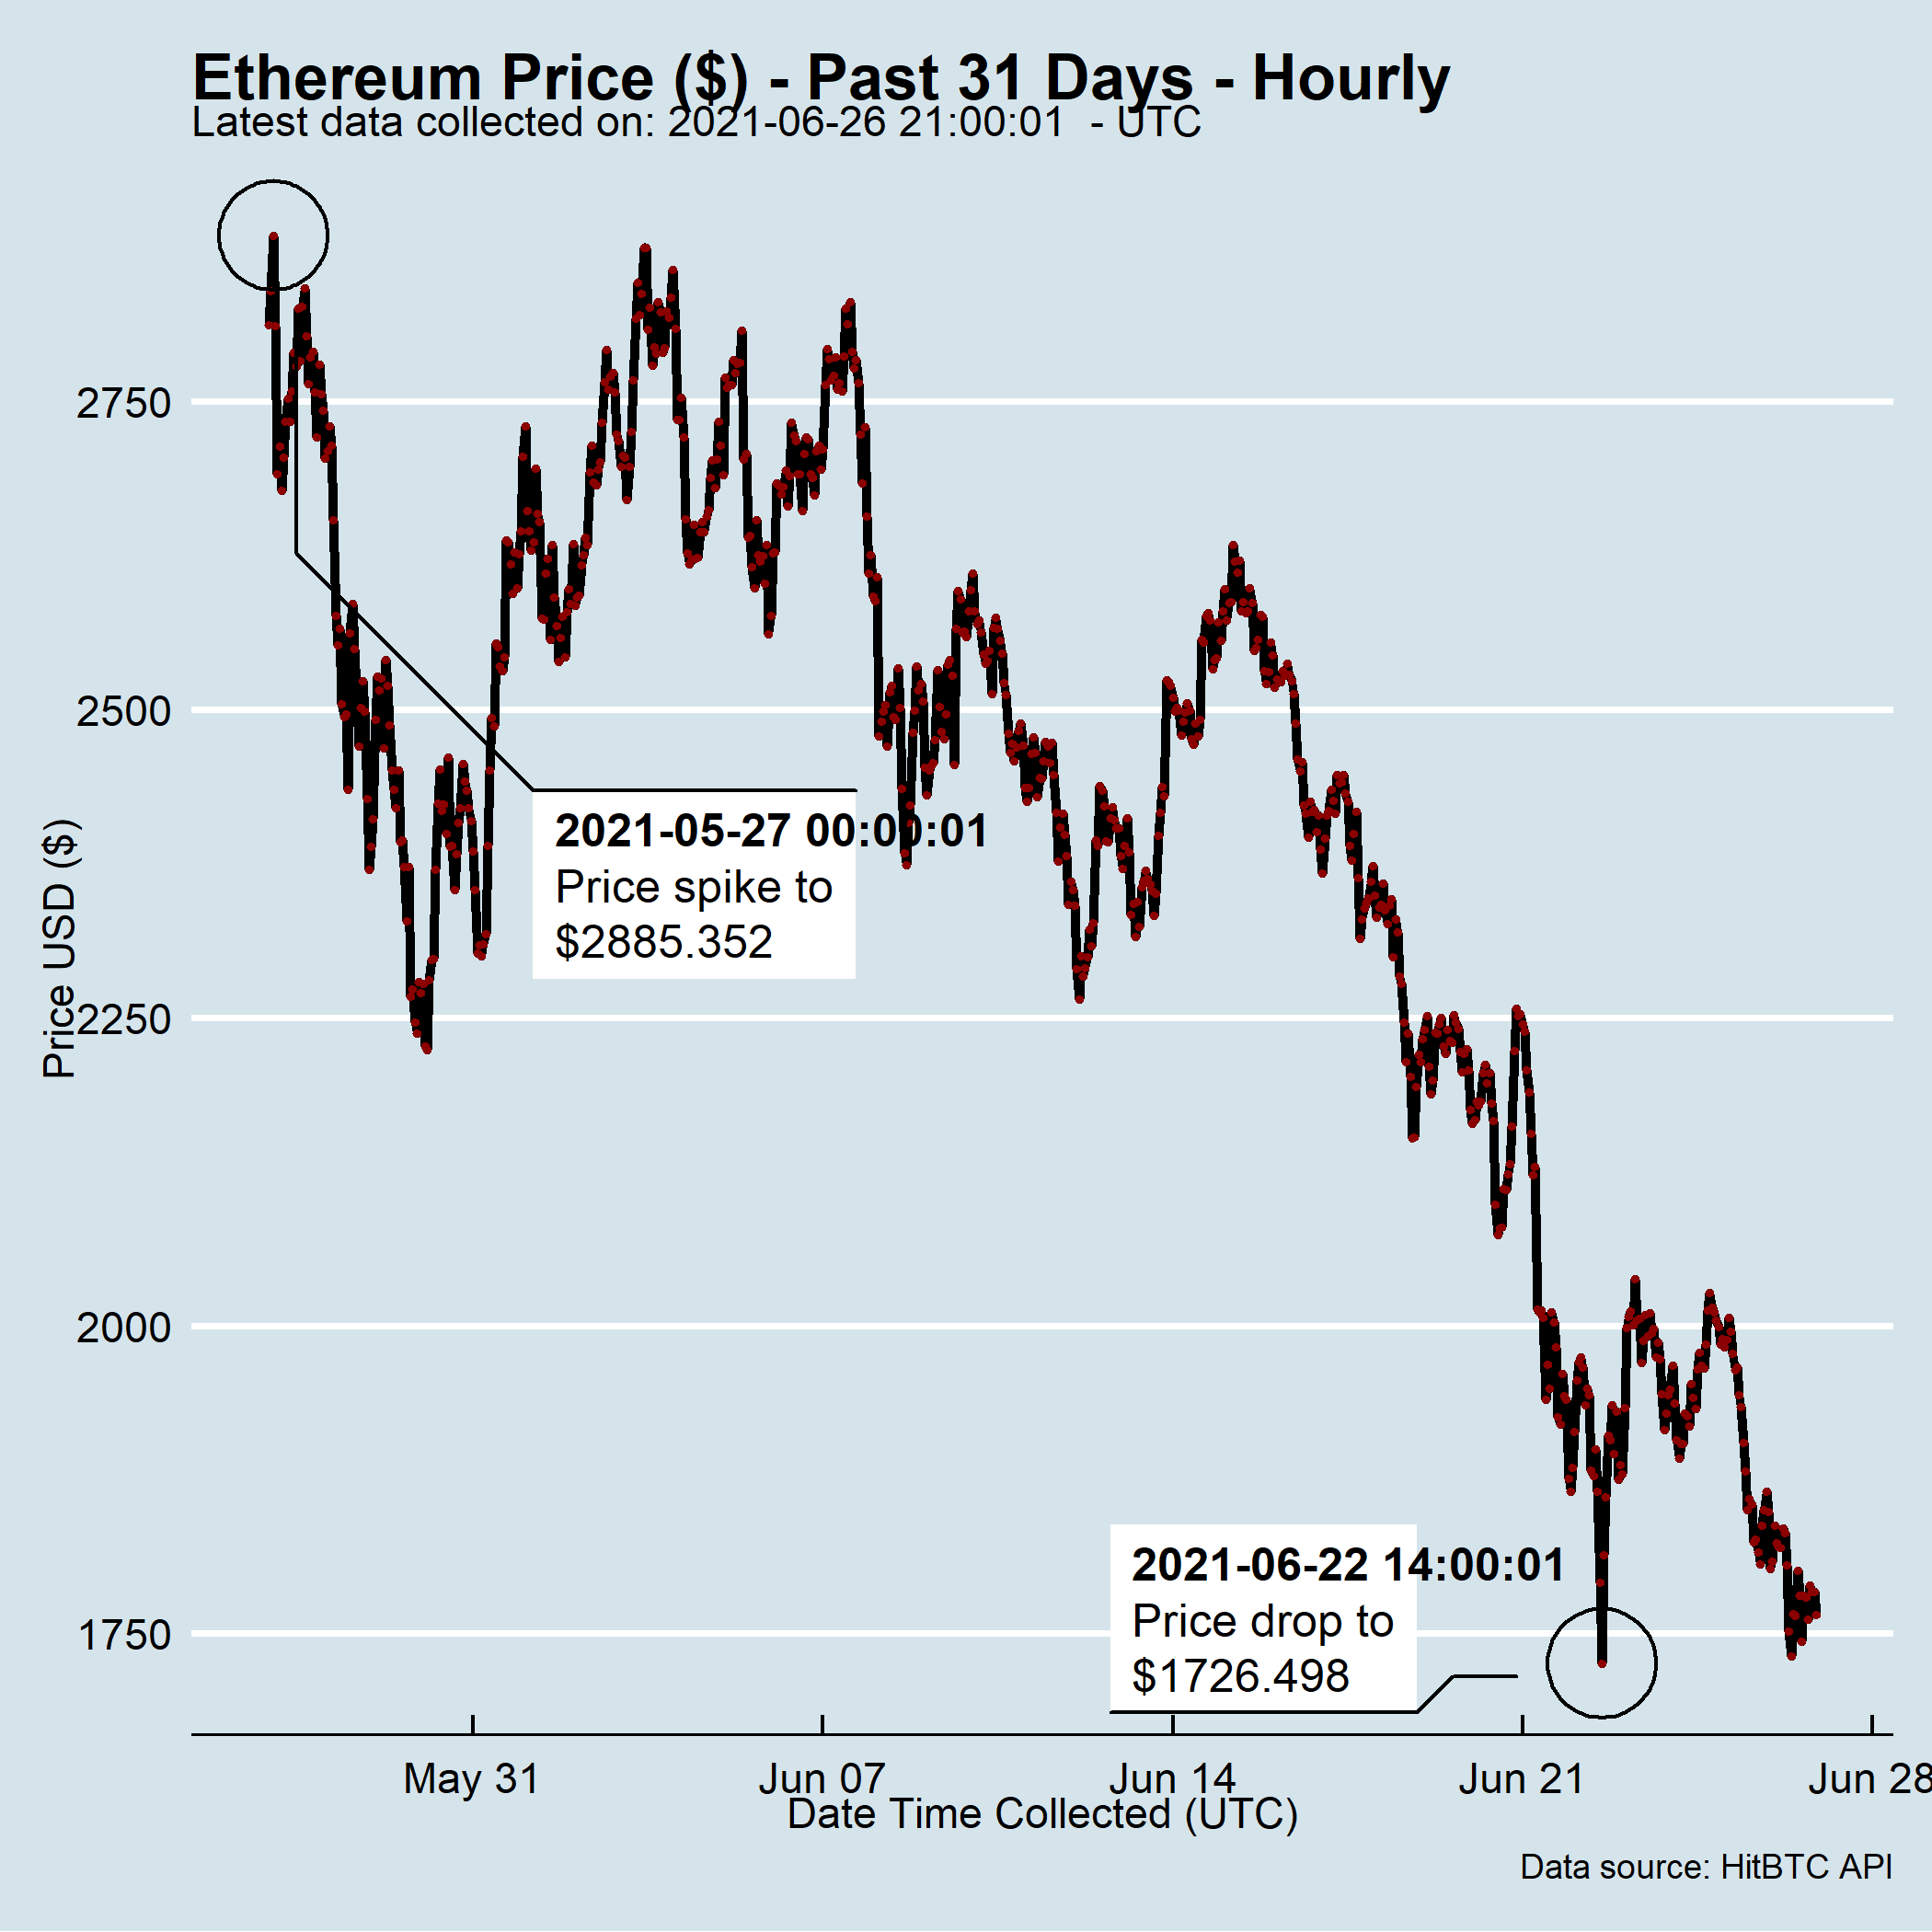 Ethereum Price ($) - Past 31 Days - Hourly
Latest data collected on: 2021-06-26 21:00:01  - UTC
Price USD ($)
2750
2500
2250
2000
1750
2021-05-27 00:00:01
Price spike to
$2885.352
2021-06-22 14:00:01
Price drop to
$1726.498
May 31
Jun 07
Jun 14
Jun 21
Jun 28
Date Time Collected (UTC)
Data source: HitBTC API